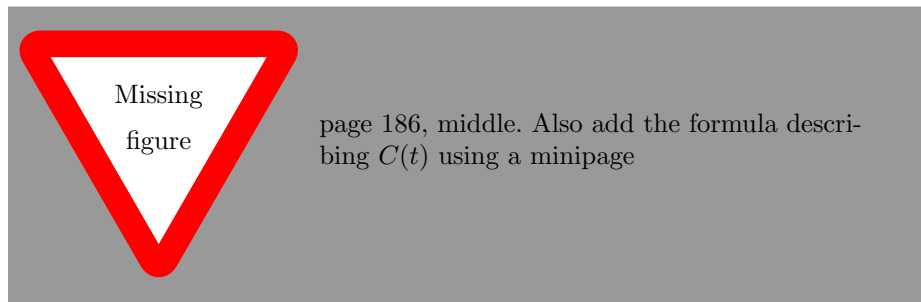 Missing
figure
page 186, middle. Also add the formula descri-
bing C(t) using a minipage